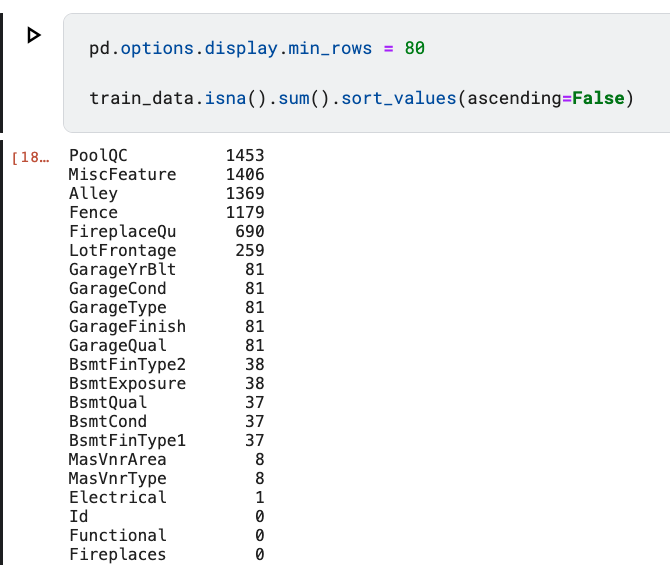 pd.options.display.min_rows = 80
train_data.isna().sum().sort_values(ascending=False)
[18…
PoolQC 1453
MiscFeature 1406
Alley 1369
Fence 1179
FireplaceQu 690
LotFrontage 259
GarageYrBlt 81
GarageCond 81
GarageType 81
GarageFinish 81
GarageQual 81
BsmtFinType2 38
BsmtExposure 38
BsmtQual 37
BsmtCond 37
BsmtFinType1 37
MasVnrArea 8
MasVnrType 8
Electrical 1
Id 0
Functional 0
Fireplaces 0